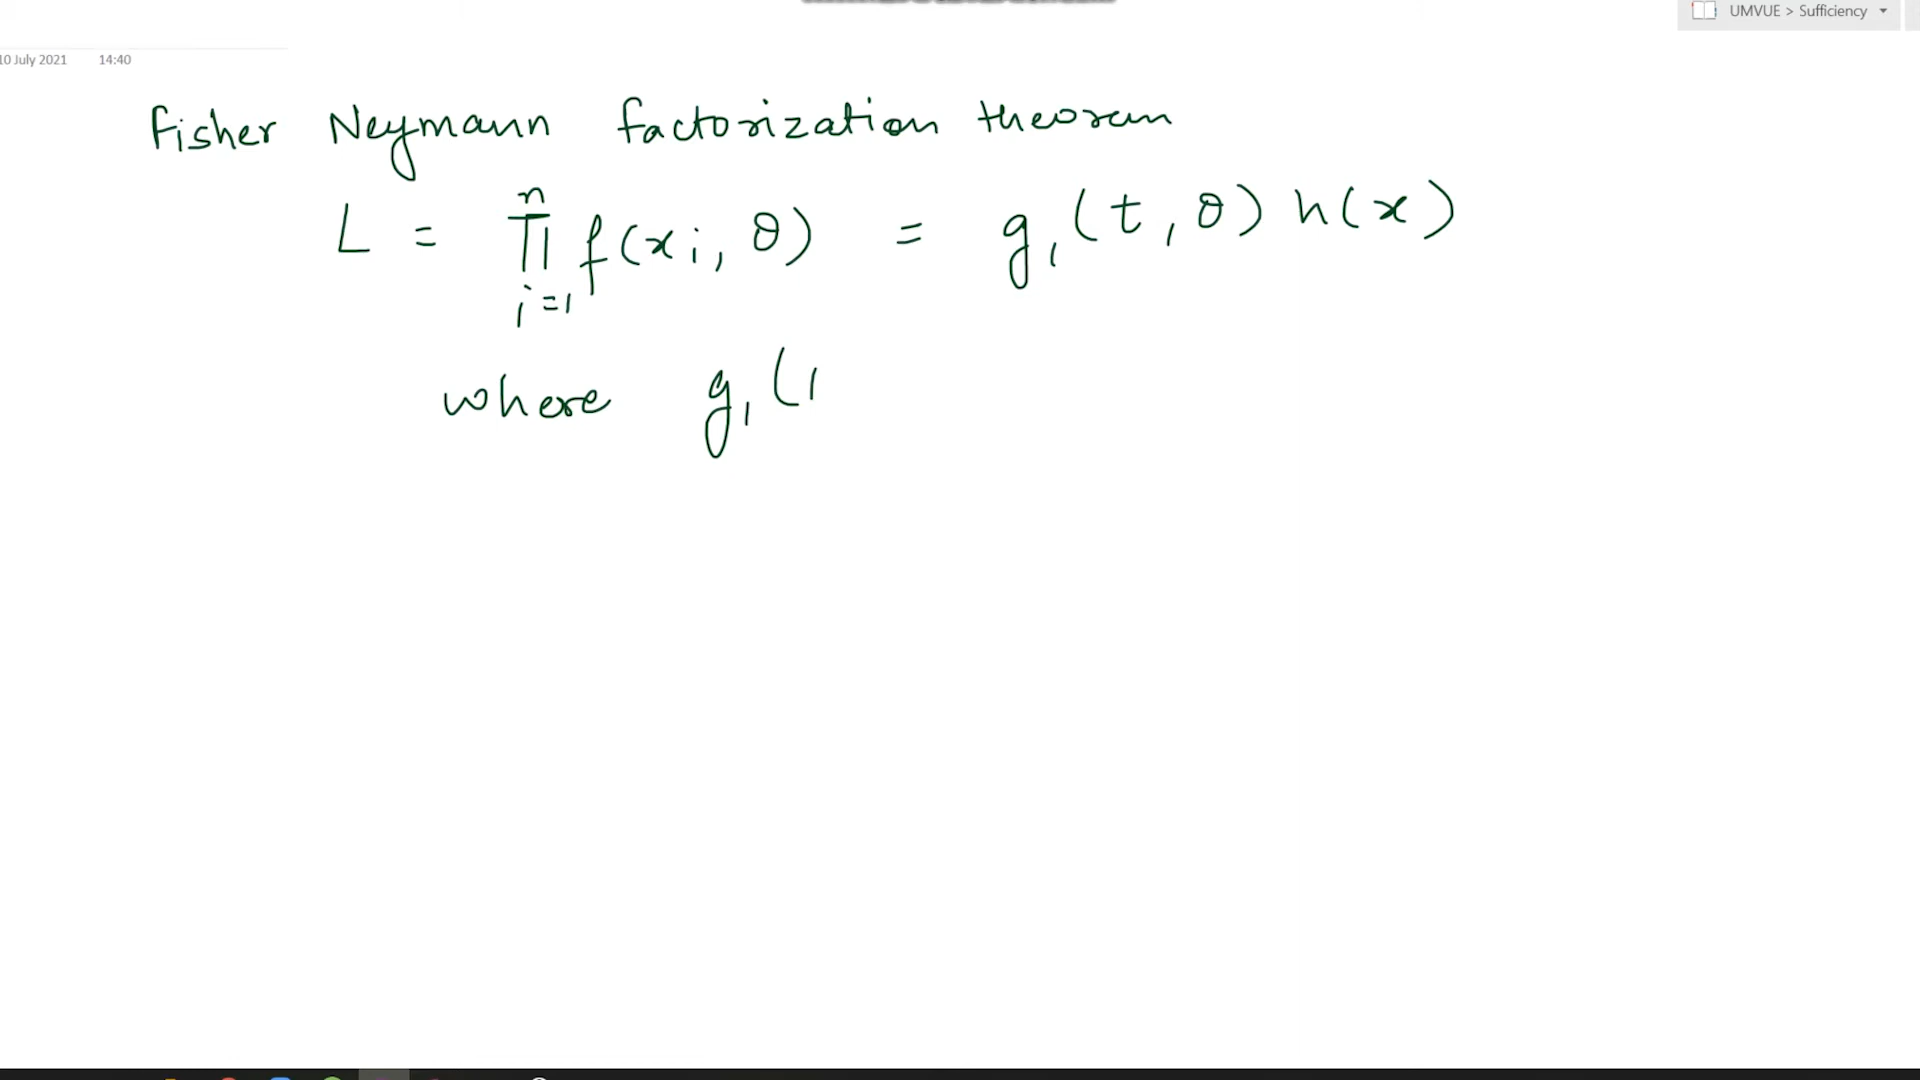 UMVUE > Sufficiency
10 July 2021 14:40
Fisher Neymann factorization theorem
L = ∏_{i=1}^{n} f(xi, θ) = g₁(t, θ) h(x)
where g₁(